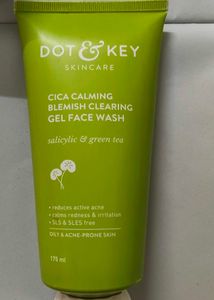 DOT & KEY
SKINCARE
CICA CALMING
BLEMISH CLEARING
GEL FACE WASH
salicylic & green tea
• reduces active acne
• calms redness & irritation
• SLS & SLES free
OILY & ACNE-PRONE SKIN
175 ml